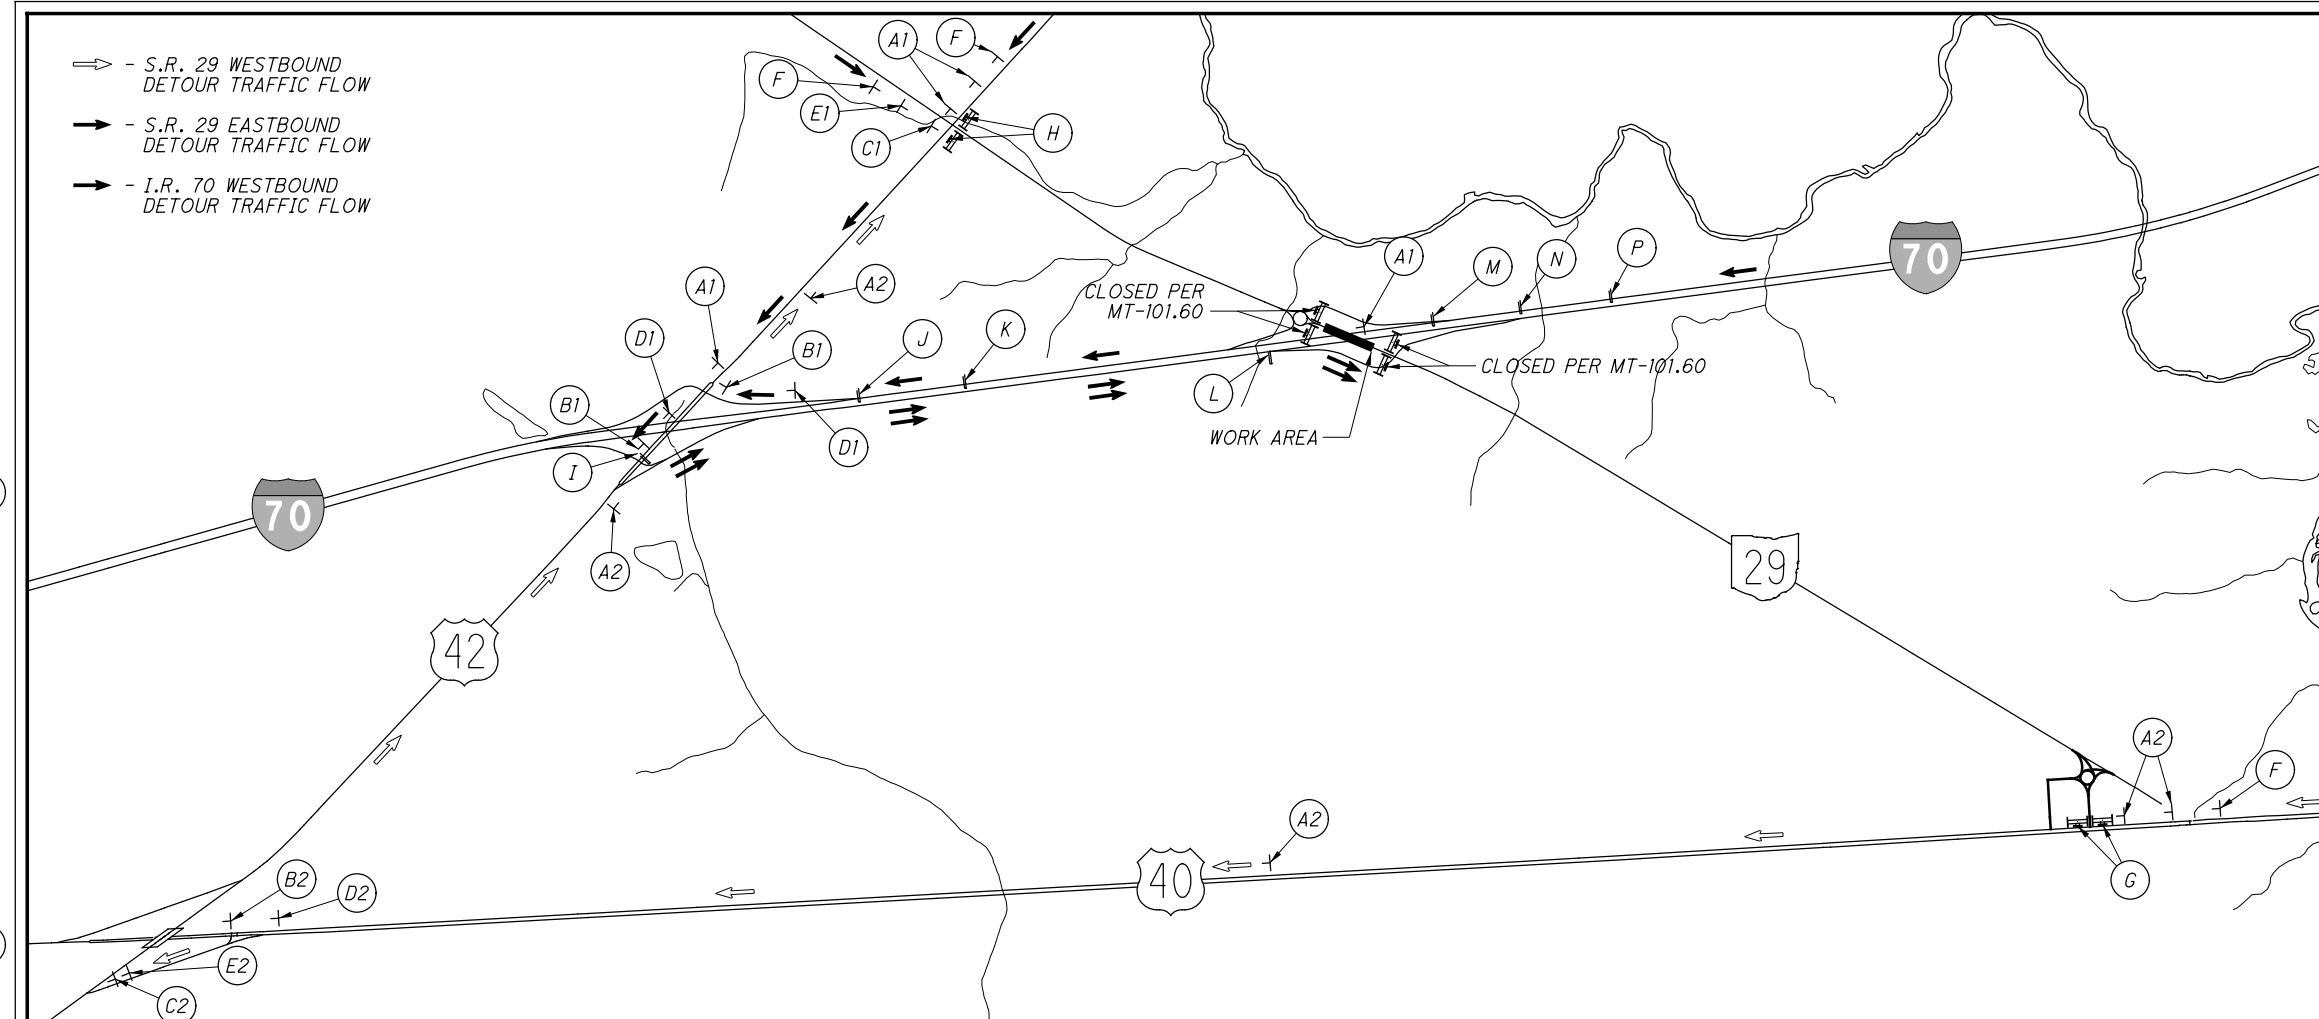 - S.R. 29 WESTBOUND
DETOUR TRAFFIC FLOW
- S.R. 29 EASTBOUND
DETOUR TRAFFIC FLOW
- I.R. 70 WESTBOUND
DETOUR TRAFFIC FLOW
A1
F
F
E1
C1
H
A1
A2
D1
B1
J
K
B1
I
D1
A2
CLOSED PER
MT-101.60
A1
M
N
P
70
CLOSED PER MT-101.60
L
WORK AREA
70
42
29
A2
F
G
A2
40
B2
D2
E2
C2